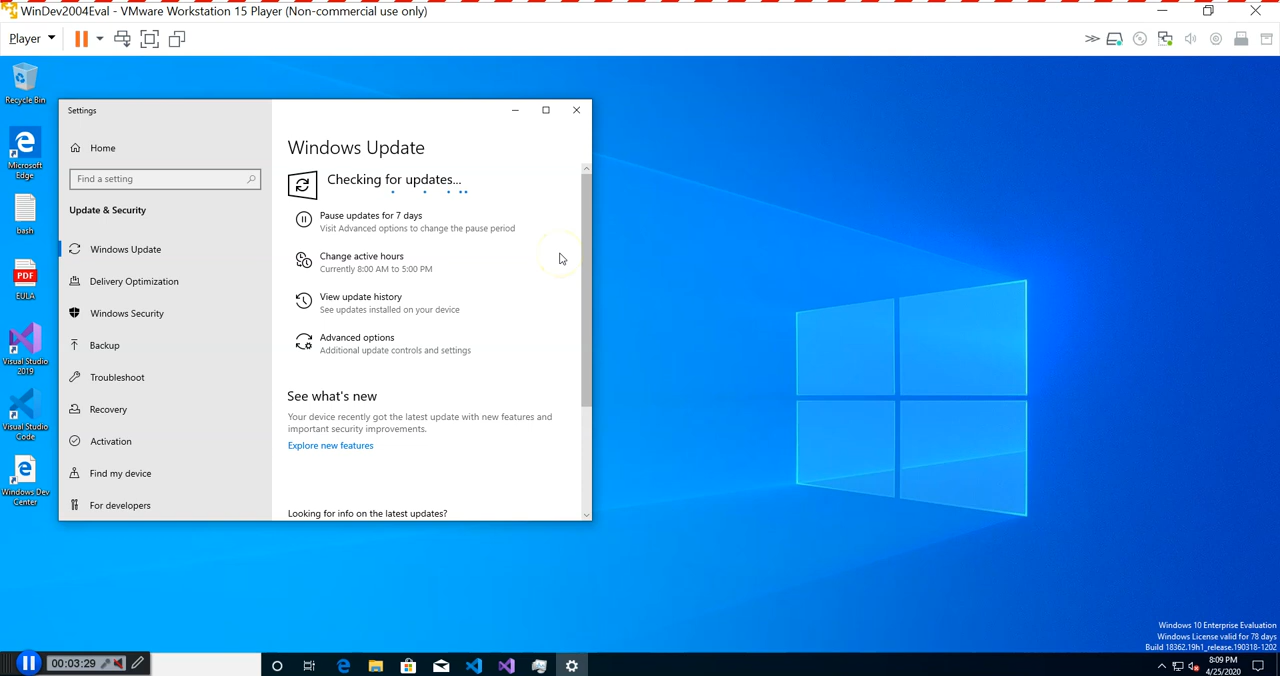 WinDev2004Eval - VMware Workstation 15 Player (Non-commercial use only)
Player
Recycle Bin
Microsoft
Edge
bash
PDF
EULA
Visual Studio
2019
Visual Studio
Code
Windows Dev
Center
Settings
Home
Find a setting
Update & Security
Windows Update
Delivery Optimization
Windows Security
Backup
Troubleshoot
Recovery
Activation
Find my device
For developers
Windows Update
Checking for updates...
Pause updates for 7 days
Visit Advanced options to change the pause period
Change active hours
Currently 8:00 AM to 5:00 PM
View update history
See updates installed on your device
Advanced options
Additional update controls and settings
See what's new
Your device recently got the latest update with new features and
important security improvements.
Explore new features
Looking for info on the latest updates?
Windows 10 Enterprise Evaluation
Windows License valid for 78 days
Build 18362.19h1_release.190318-1202
00:03:29
8:09 PM
4/25/2020